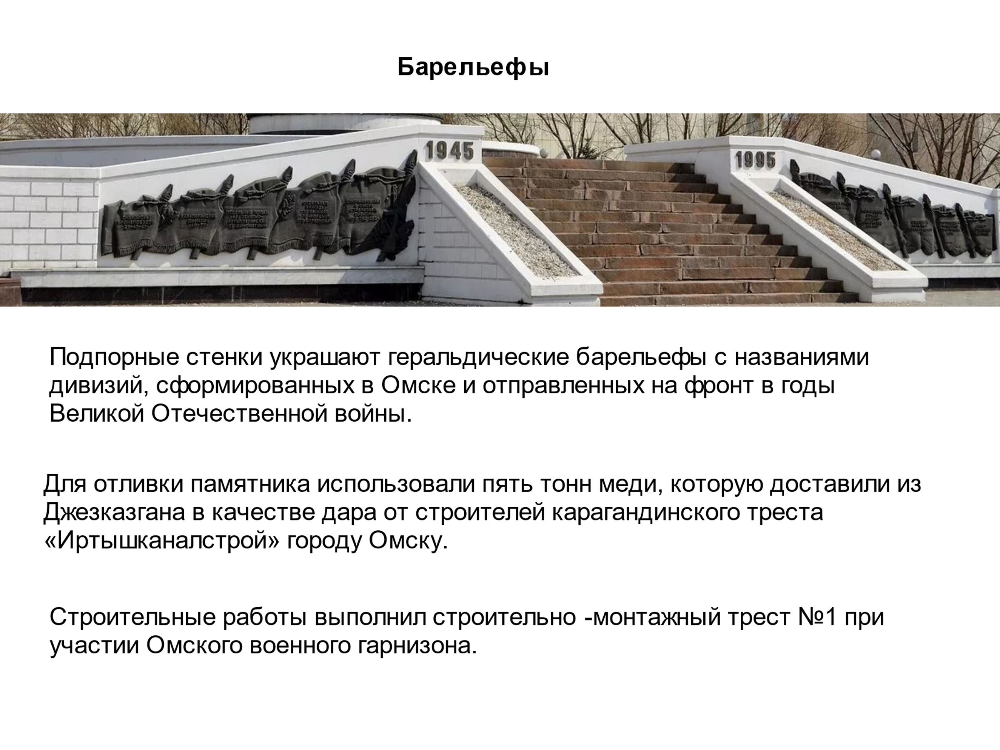 Барельефы
1945
1995
Подпорные стенки украшают геральдические барельефы с названиями
дивизий, сформированных в Омске и отправленных на фронт в годы
Великой Отечественной войны.
Для отливки памятника использовали пять тонн меди, которую доставили из
Джезказгана в качестве дара от строителей карагандинского треста
«Иртышканалстрой» городу Омску.
Строительные работы выполнил строительно -монтажный трест №1 при
участии Омского военного гарнизона.